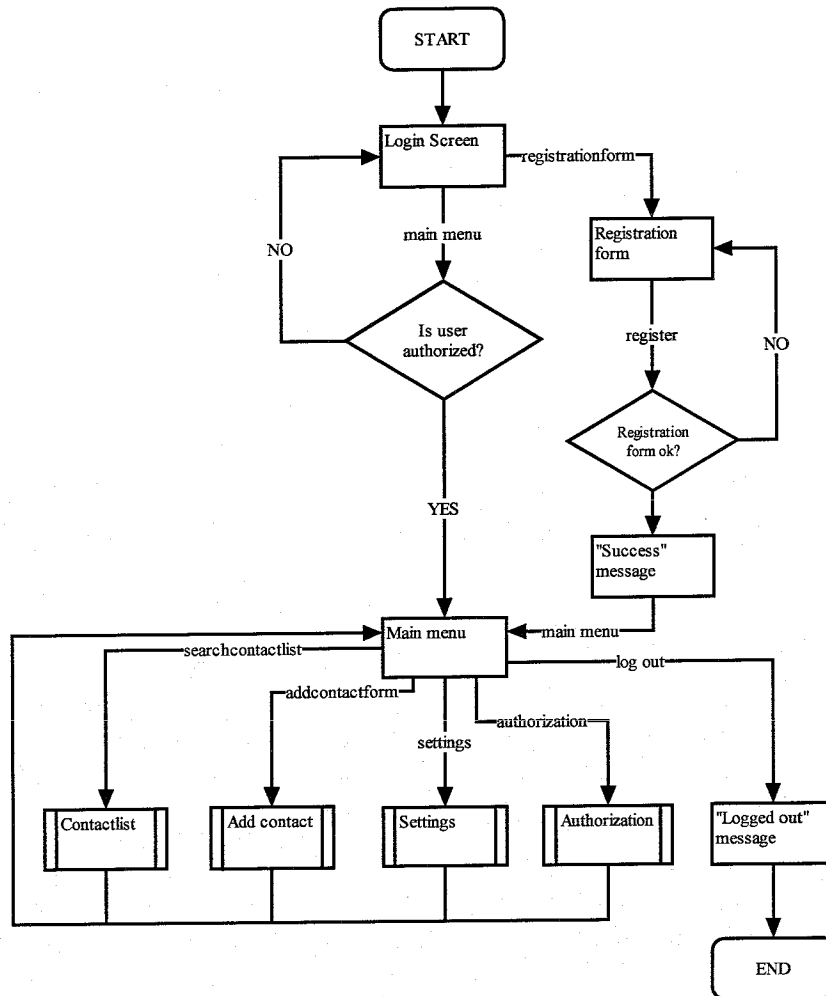 START
Login Screen
registrationform
main menu
NO
Registration
form
Is user
authorized?
register
NO
Registration
form ok?
YES
"Success"
message
Main menu
main menu
searchcontactlist
log out
addcontactform
authorization
settings
Contactlist
Add contact
Settings
Authorization
"Logged out"
message
END